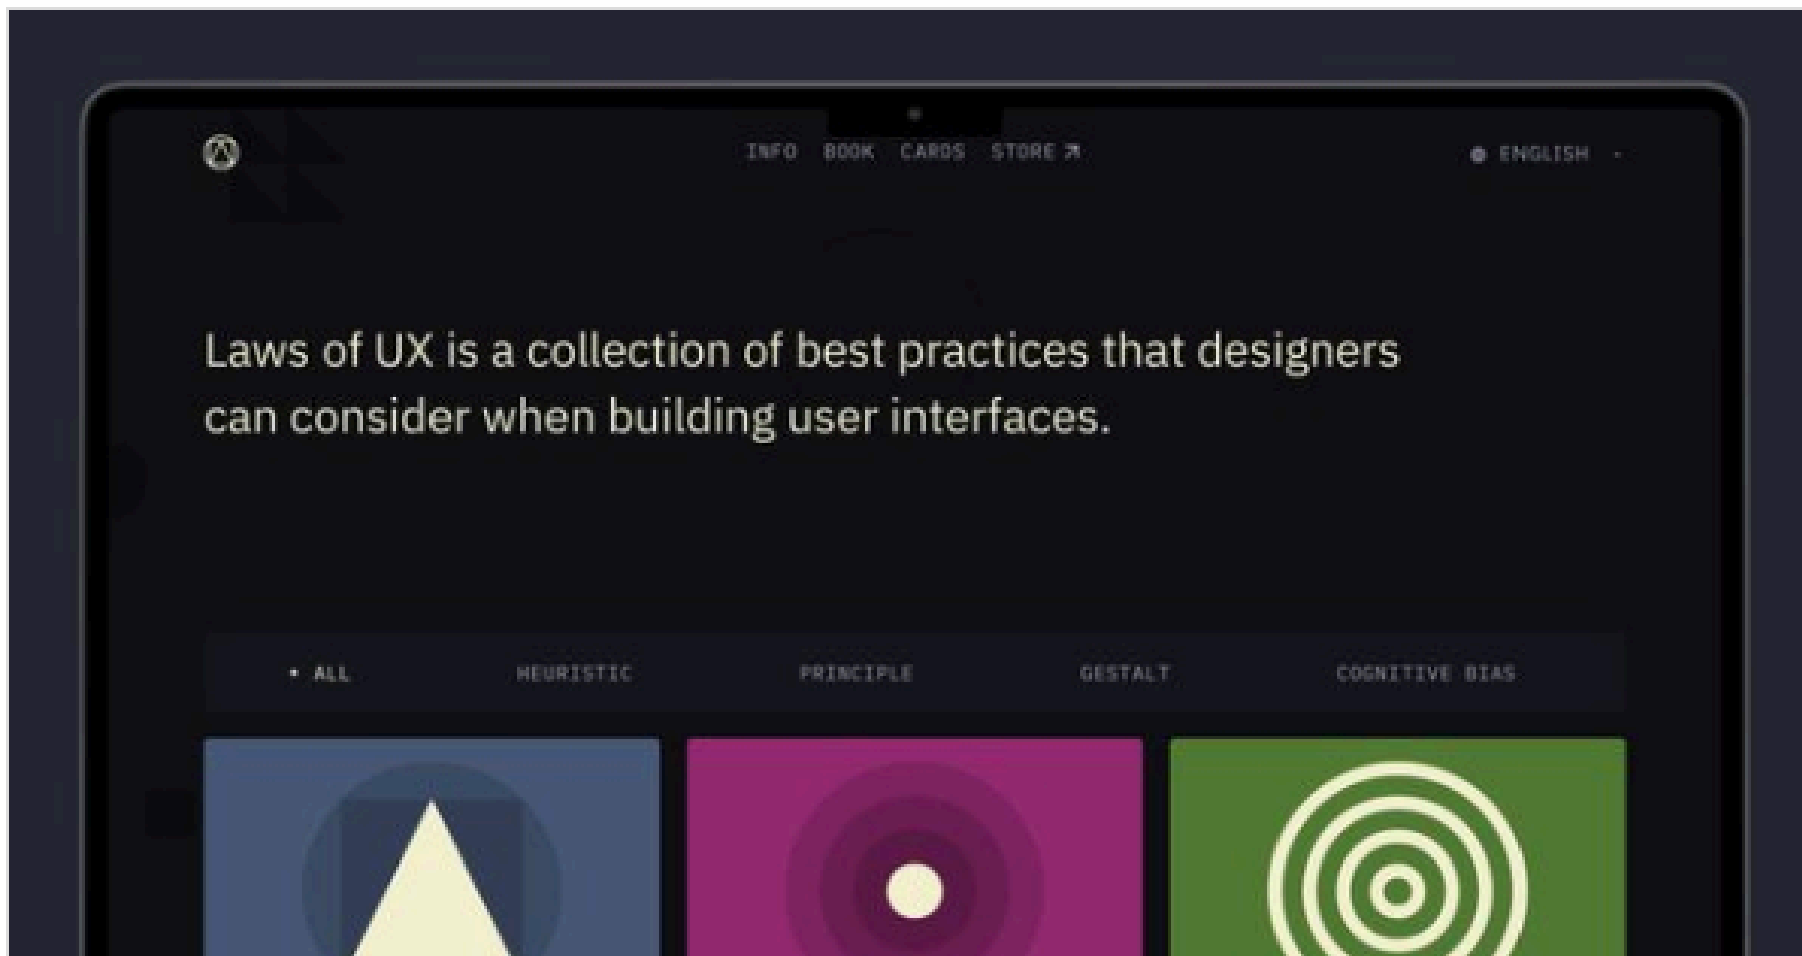 INFO BOOK CARDS STORE ↗
ENGLISH
Laws of UX is a collection of best practices that designers
can consider when building user interfaces.
• ALL HEURISTIC PRINCIPLE GESTALT COGNITIVE BIAS